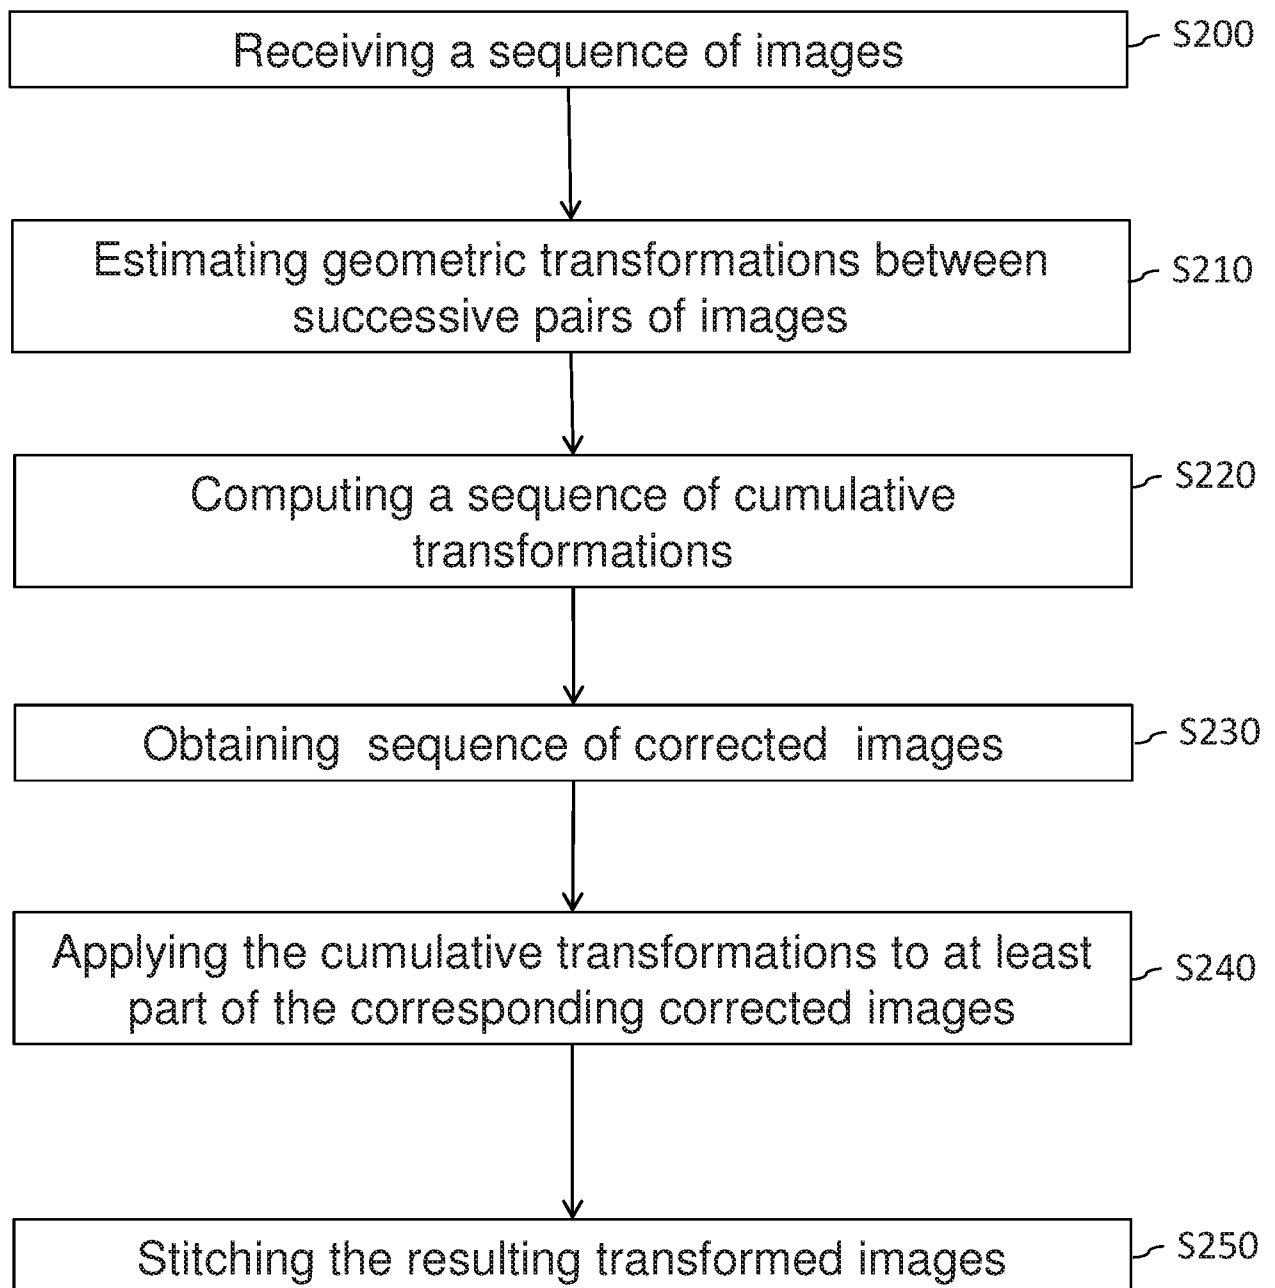 Receiving a sequence of images
S200
Estimating geometric transformations between
successive pairs of images
S210
Computing a sequence of cumulative
transformations
S220
Obtaining sequence of corrected images
S230
Applying the cumulative transformations to at least
part of the corresponding corrected images
S240
Stitching the resulting transformed images
S250